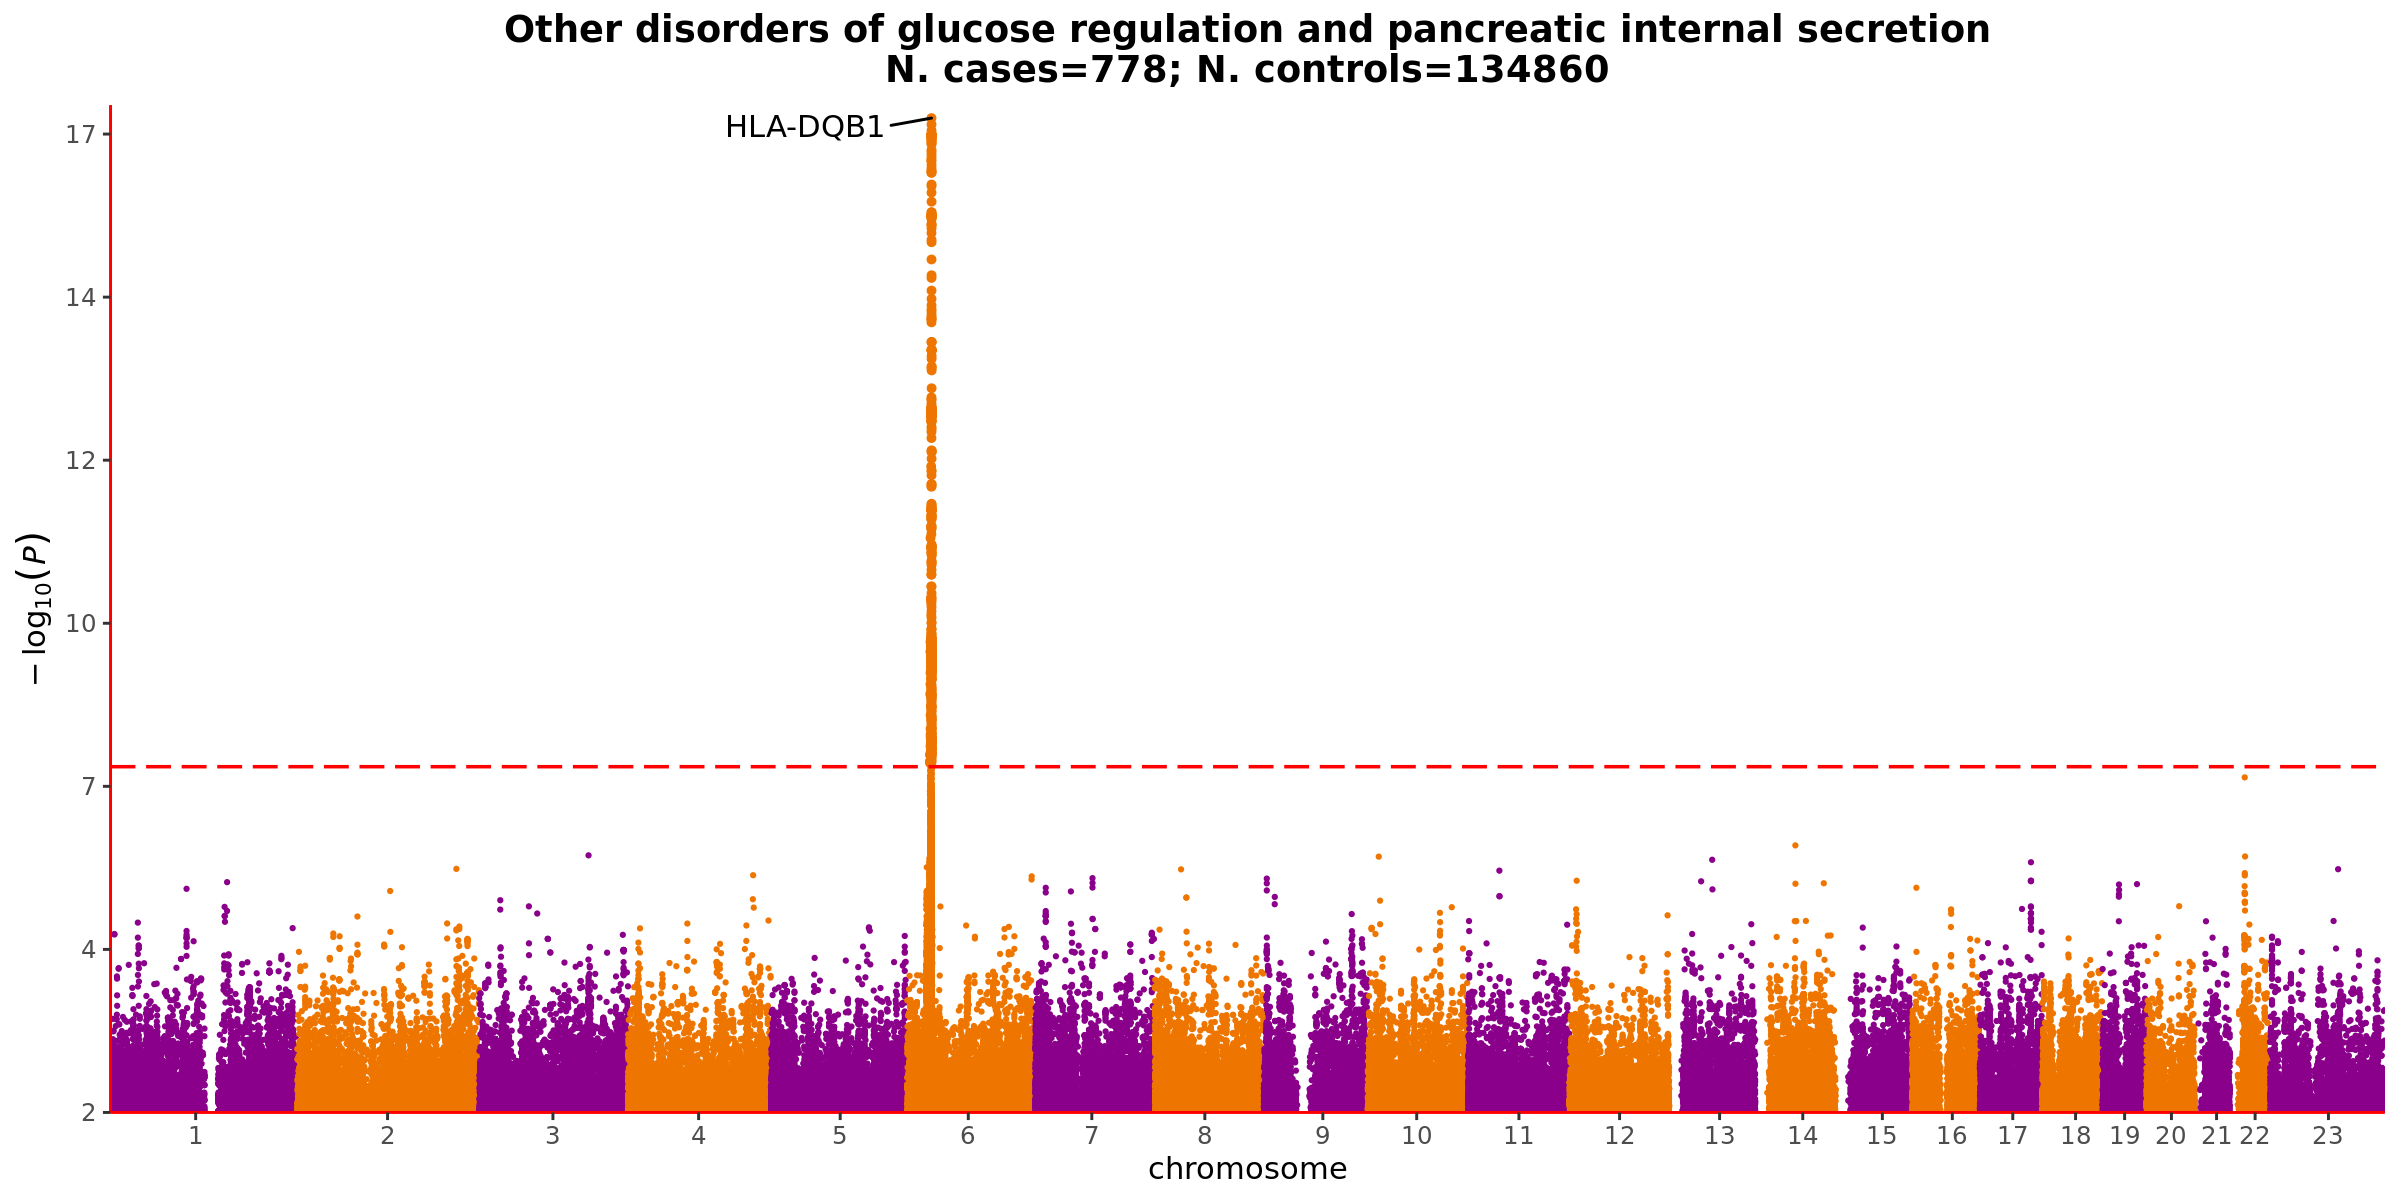 Other disorders of glucose regulation and pancreatic internal secretion
N. cases=778; N. controls=134860
HLA-DQB1
17
14
12
10
7
4
2
−log10(P)
1 2 3 4 5 6 7 8 9 10 11 12 13 14 15 16 17 18 19 20 21 22 23
chromosome